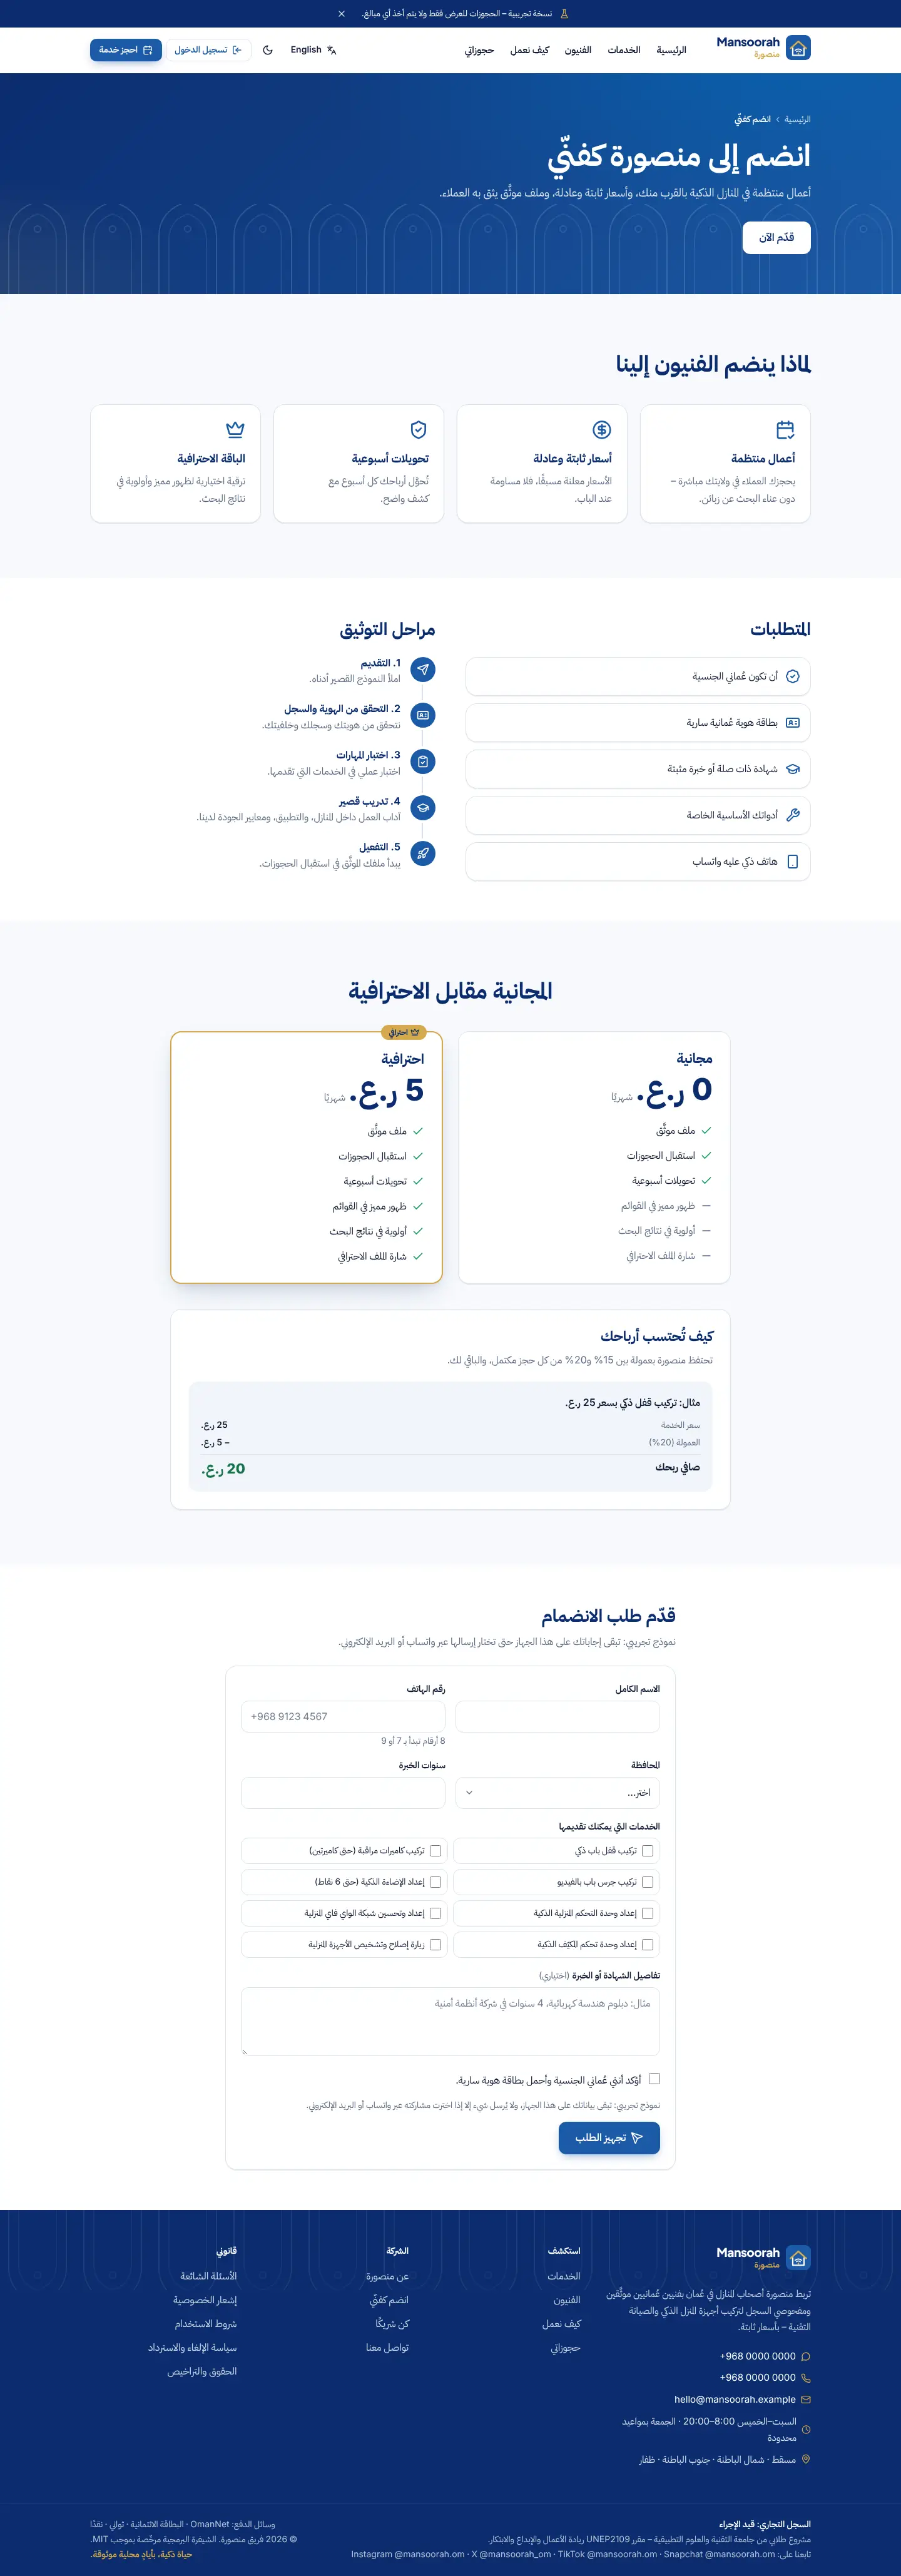 نسخة تجريبية – الحجوزات للعرض فقط ولا يتم أخذ أي مبالغ.
Mansoorah
منصورة
الرئيسية
الخدمات
الفنيون
كيف نعمل
حجوزاتي
English
تسجيل الدخول
احجز خدمة
الرئيسية
انضم كفنّي
انضم إلى منصورة كفنّي
أعمال منتظمة في المنازل الذكية بالقرب منك، وأسعار ثابتة وعادلة، وملف موثَّق يثق به العملاء.
قدّم الآن
لماذا ينضم الفنيون إلينا
أعمال منتظمة
يحجزك العملاء في ولايتك مباشرة –
دون عناء البحث عن زبائن.
أسعار ثابتة وعادلة
الأسعار معلنة مسبقًا، فلا مساومة
عند الباب.
تحويلات أسبوعية
تُحوَّل أرباحك كل أسبوع مع
كشف واضح.
الباقة الاحترافية
ترقية اختيارية لظهور مميز وأولوية في
نتائج البحث.
المتطلبات
أن تكون عُماني الجنسية
بطاقة هوية عُمانية سارية
شهادة ذات صلة أو خبرة مثبتة
أدواتك الأساسية الخاصة
هاتف ذكي عليه واتساب
مراحل التوثيق
1. التقديم
املأ النموذج القصير أدناه.
2. التحقق من الهوية والسجل
نتحقق من هويتك وسجلك وخلفيتك.
3. اختبار المهارات
اختبار عملي في الخدمات التي تقدمها.
4. تدريب قصير
آداب العمل داخل المنازل، والتطبيق، ومعايير الجودة لدينا.
5. التفعيل
يبدأ ملفك الموثَّق في استقبال الحجوزات.
المجانية مقابل الاحترافية
مجانية
0 ر.ع. شهريًا
ملف موثَّق
استقبال الحجوزات
تحويلات أسبوعية
ظهور مميز في القوائم
أولوية في نتائج البحث
شارة الملف الاحترافي
احترافي
احترافية
5 ر.ع. شهريًا
ملف موثَّق
استقبال الحجوزات
تحويلات أسبوعية
ظهور مميز في القوائم
أولوية في نتائج البحث
شارة الملف الاحترافي
كيف تُحتسب أرباحك
تحتفظ منصورة بعمولة بين 15% و20% من كل حجز مكتمل، والباقي لك.
مثال: تركيب قفل ذكي بسعر 25 ر.ع.
سعر الخدمة
25 ر.ع.
العمولة (20%)
– 5 ر.ع.
صافي ربحك
20 ر.ع.
قدّم طلب الانضمام
نموذج تجريبي: تبقى إجاباتك على هذا الجهاز حتى تختار إرسالها عبر واتساب أو البريد الإلكتروني.
الاسم الكامل
رقم الهاتف
+968 9123 4567
8 أرقام تبدأ بـ 7 أو 9
المحافظة
اختر...
سنوات الخبرة
الخدمات التي يمكنك تقديمها
تركيب قفل باب ذكي
تركيب كاميرات مراقبة (حتى كاميرتين)
تركيب جرس باب بالفيديو
إعداد الإضاءة الذكية (حتى 6 نقاط)
إعداد وحدة التحكم المنزلية الذكية
إعداد وتحسين شبكة الواي فاي المنزلية
إعداد وحدة تحكم المكيّف الذكية
زيارة إصلاح وتشخيص الأجهزة المنزلية
تفاصيل الشهادة أو الخبرة (اختياري)
مثال: دبلوم هندسة كهربائية، 4 سنوات في شركة أنظمة أمنية
أؤكد أنني عُماني الجنسية وأحمل بطاقة هوية سارية.
نموذج تجريبي: تبقى بياناتك على هذا الجهاز، ولا يُرسل شيء إلا إذا اخترت مشاركته عبر واتساب أو البريد الإلكتروني.
تجهيز الطلب
Mansoorah
منصورة
تربط منصورة أصحاب المنازل في عُمان بفنيين عُمانيين موثَّقين
ومفحوصي السجل لتركيب أجهزة المنزل الذكي والصيانة
التقنية – بأسعار ثابتة.
+968 0000 0000
+968 0000 0000
hello@mansoorah.example
السبت–الخميس 8:00–20:00 · الجمعة بمواعيد
محدودة
مسقط · شمال الباطنة · جنوب الباطنة · ظفار
استكشف
الخدمات
الفنيون
كيف نعمل
حجوزاتي
الشركة
عن منصورة
انضم كفنّي
كن شريكًا
تواصل معنا
قانوني
الأسئلة الشائعة
إشعار الخصوصية
شروط الاستخدام
سياسة الإلغاء والاسترداد
الحقوق والتراخيص
السجل التجاري: قيد الإجراء
مشروع طلابي من جامعة التقنية والعلوم التطبيقية – مقرر UNEP2109 ريادة الأعمال والإبداع والابتكار.
تابعنا على: Instagram @mansoorah.om · X @mansoorah_om · TikTok @mansoorah.om · Snapchat @mansoorah.om
وسائل الدفع: OmanNet · البطاقة الائتمانية · ثواني · نقدًا
© 2026 فريق منصورة. الشيفرة البرمجية مرخّصة بموجب MIT.
حياة ذكية، بأيادٍ محلية موثوقة.